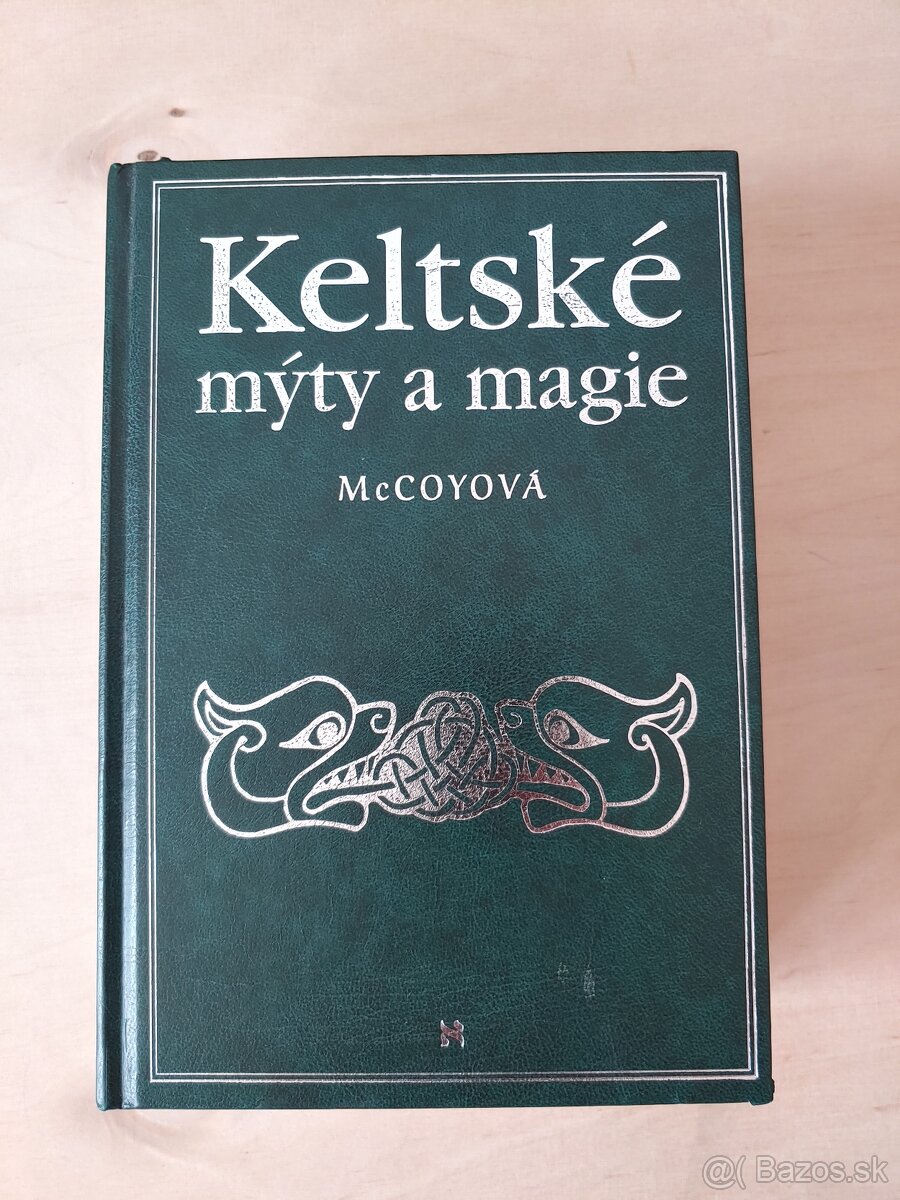 Keltské
mýty a magie
McCOYOVÁ
א
@( Bazos.sk